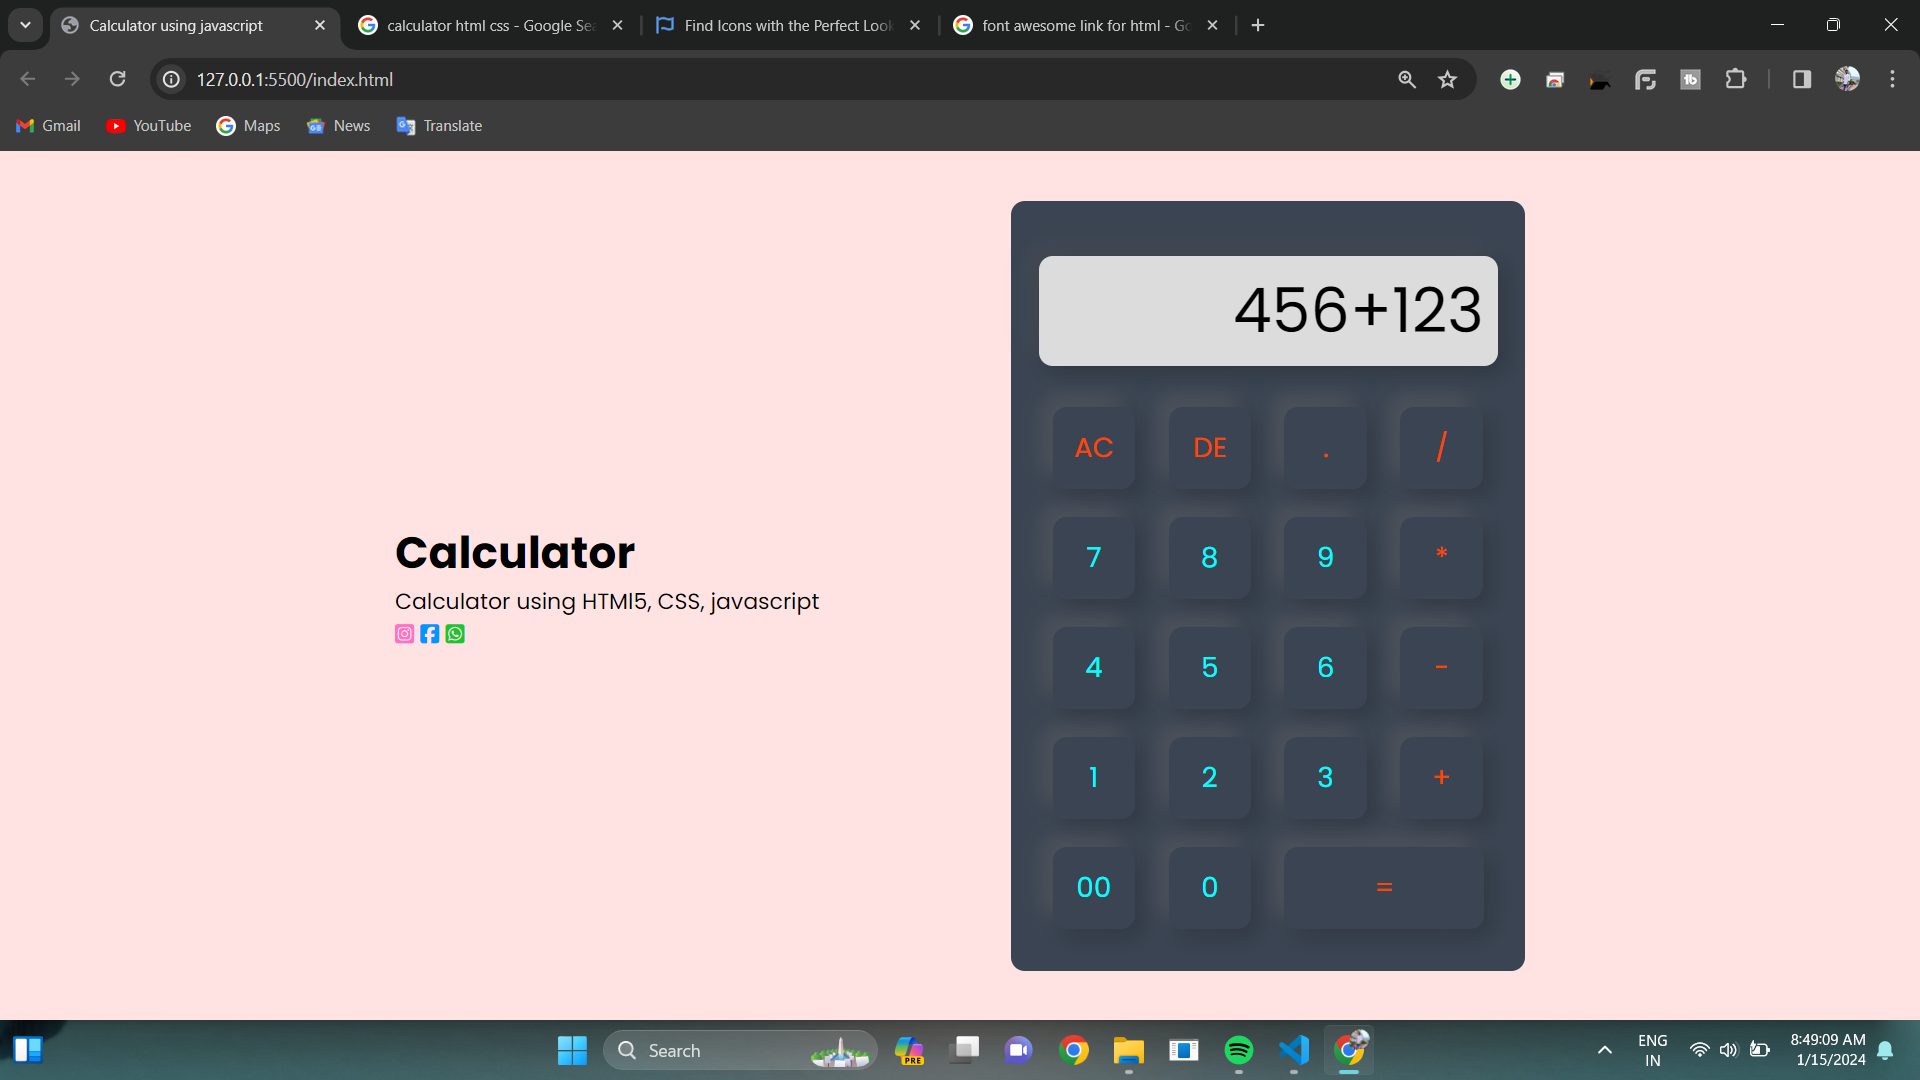 Calculator using javascript
calculator html css - Google Sea
Find Icons with the Perfect Look
font awesome link for html - Go
127.0.0.1:5500/index.html
Gmail
YouTube
Maps
News
Translate
456+123
AC DE . /
7 8 9 *
4 5 6 -
1 2 3 +
00 0 =
Calculator
Calculator using HTMl5, CSS, javascript
Search
PRE
ENG
IN
8:49:09 AM
1/15/2024